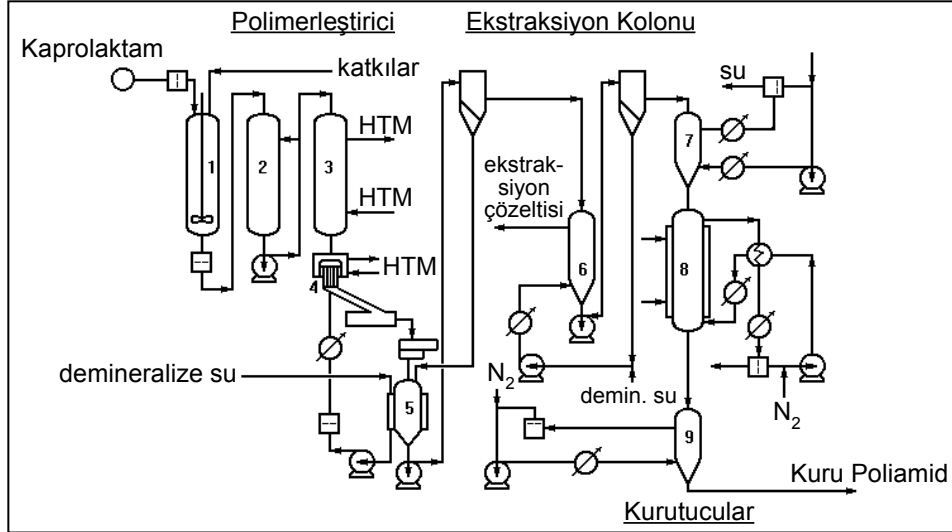 Polimerleştirici
Ekstraksiyon Kolonu
Kaprolaktam
katkılar
su
HTM
HTM
HTM
1
2
3
4
ekstrak-
siyon
çözeltisi
6
7
8
demineralize su
5
N2
demin. su
N2
9
Kuru Poliamid
Kurutucular